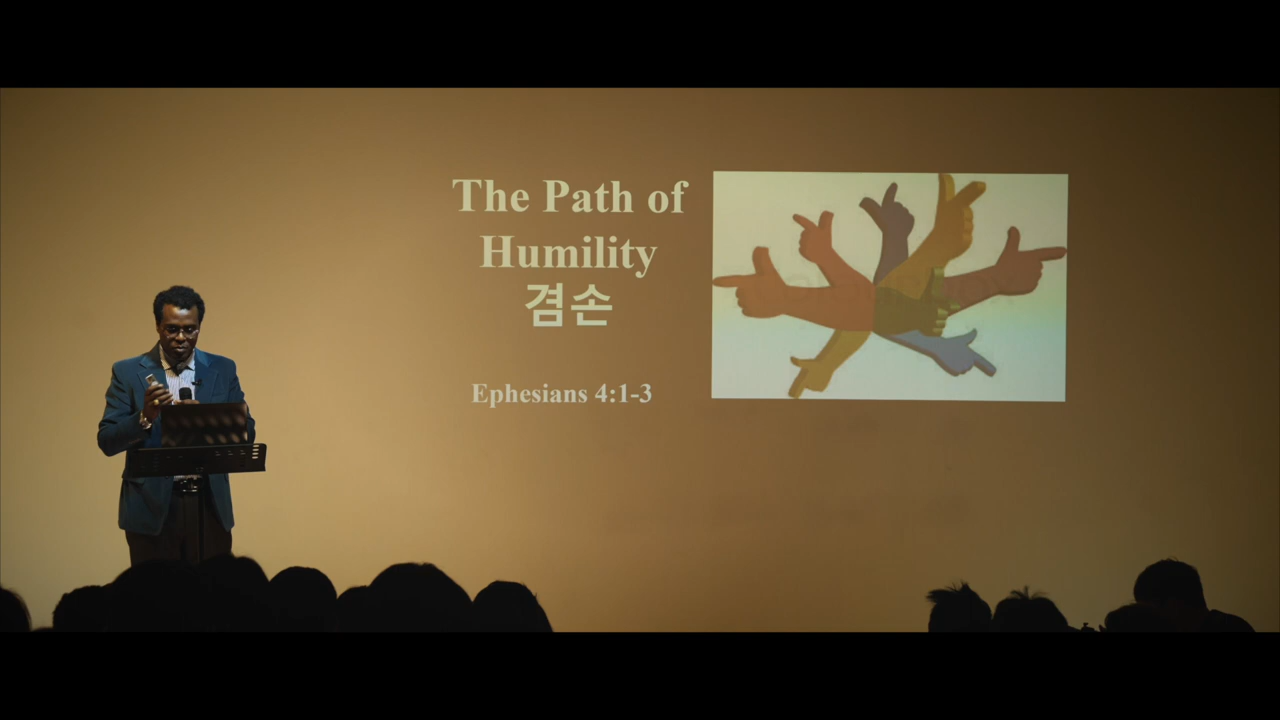 The Path of
Humility
겸손
Ephesians 4:1-3